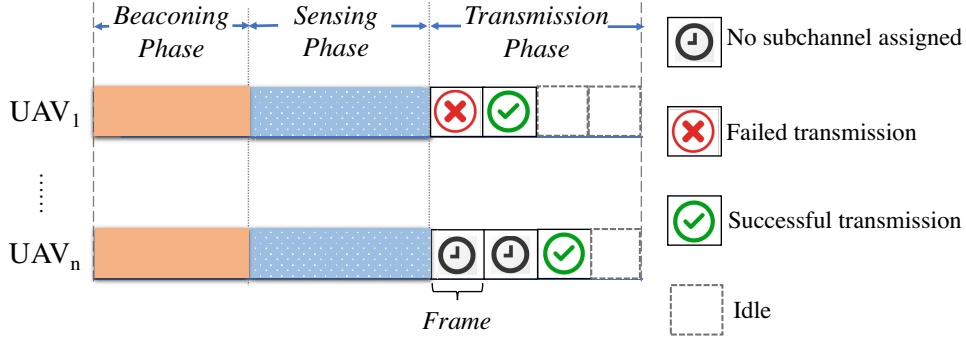 Beaconing Phase
Sensing Phase
Transmission Phase
No subchannel assigned
UAV1
Failed transmission
......
Successful transmission
UAVn
Frame
Idle